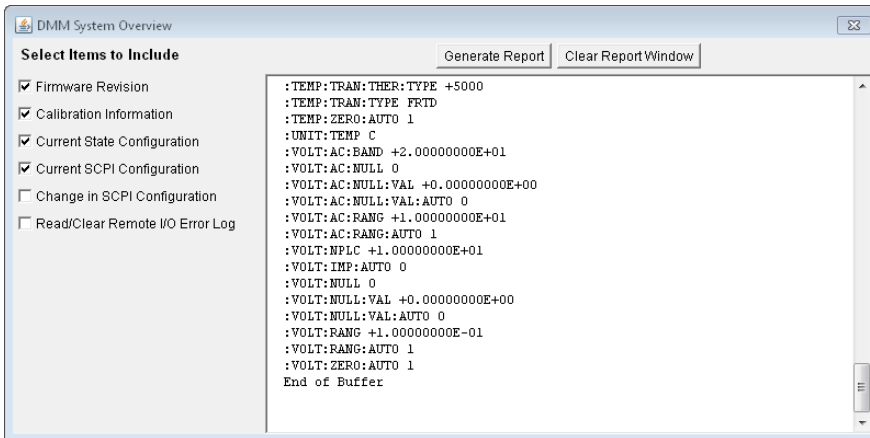 DMM System Overview
Select Items to Include
Generate Report
Clear Report Window
Firmware Revision
Calibration Information
Current State Configuration
Current SCPI Configuration
Change in SCPI Configuration
Read/Clear Remote I/O Error Log
:TEMP:TRAN:THER:TYPE +5000
:TEMP:TRAN:TYPE FRTD
:TEMP:ZERO:AUTO 1
:UNIT:TEMP C
:VOLT:AC:BAND +2.00000000E+01
:VOLT:AC:NULL 0
:VOLT:AC:NULL:VAL +0.00000000E+00
:VOLT:AC:NULL:VAL:AUTO 0
:VOLT:AC:RANG +1.00000000E+01
:VOLT:AC:RANG:AUTO 1
:VOLT:NPLC +1.00000000E+01
:VOLT:IMP:AUTO 0
:VOLT:NULL 0
:VOLT:NULL:VAL +0.00000000E+00
:VOLT:NULL:VAL:AUTO 0
:VOLT:RANG +1.00000000E-01
:VOLT:RANG:AUTO 1
:VOLT:ZERO:AUTO 1
End of Buffer